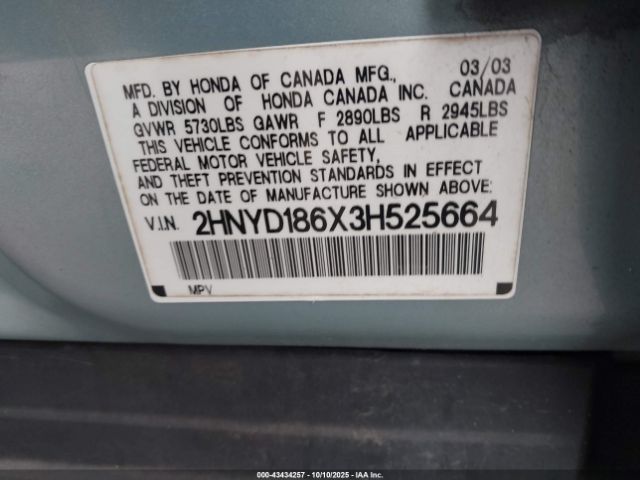 MFD. BY HONDA OF CANADA MFG., 03/03
A DIVISION OF HONDA CANADA INC. CANADA
GVWR 5730LBS GAWR F 2890LBS R 2945LBS
THIS VEHICLE CONFORMS TO ALL APPLICABLE
FEDERAL MOTOR VEHICLE SAFETY,
AND THEFT PREVENTION STANDARDS IN EFFECT
ON THE DATE OF MANUFACTURE SHOWN ABOVE:
V.I.N. 2HNYD186X3H525664
MPV
000-43434257 | 10/10/2025 | IAA Inc.